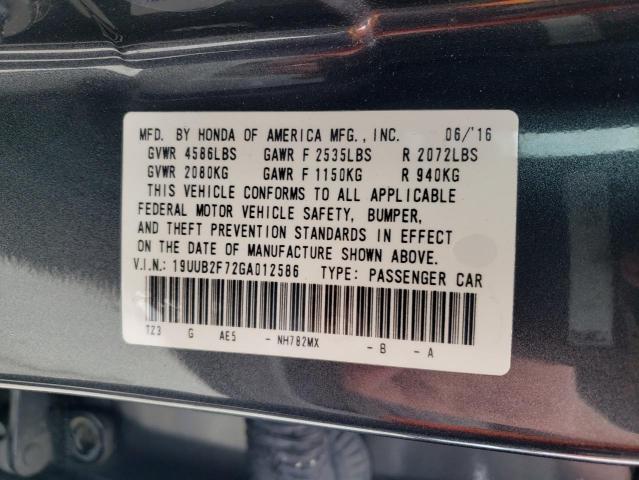 MFD. BY HONDA OF AMERICA MFG., INC. 06/'16
GVWR 4586LBS GAWR F 2535LBS R 2072LBS
GVWR 2080KG GAWR F 1150KG R 940KG
THIS VEHICLE CONFORMS TO ALL APPLICABLE
FEDERAL MOTOR VEHICLE SAFETY, BUMPER,
AND THEFT PREVENTION STANDARDS IN EFFECT
ON THE DATE OF MANUFACTURE SHOWN ABOVE.
V.I.N.: 19UUB2F72GA012586 TYPE: PASSENGER CAR
TZ3 G AE5 - NH782MX - B - A